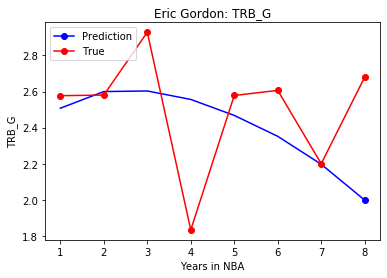 Eric Gordon: TRB_G
Prediction
True
TRB_G
2.8
2.6
2.4
2.2
2.0
1.8
1 2 3 4 5 6 7 8
Years in NBA